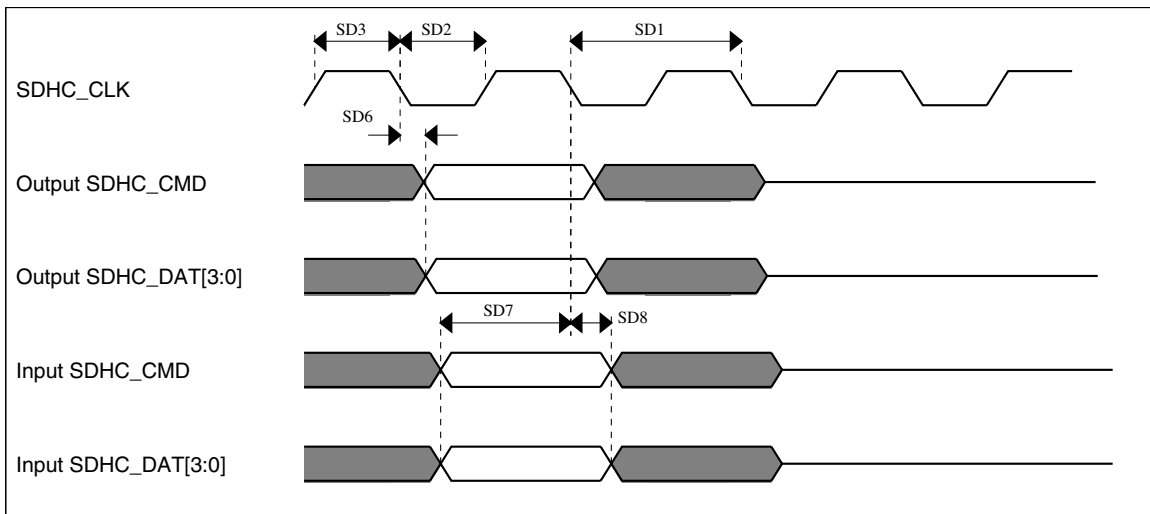 SD3 SD2 SD1
SDHC_CLK
SD6
Output SDHC_CMD
Output SDHC_DAT[3:0]
SD7 SD8
Input SDHC_CMD
Input SDHC_DAT[3:0]